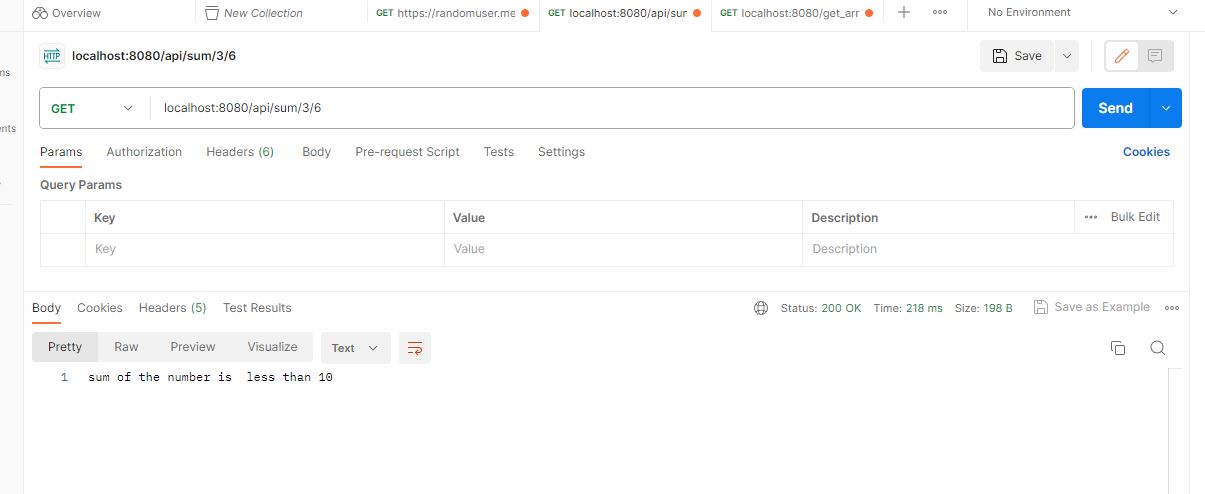 Overview New Collection GET https://randomuser.me GET localhost:8080/api/sur GET localhost:8080/get_arr No Environment
HTTP localhost:8080/api/sum/3/6 Save
ns
GET localhost:8080/api/sum/3/6 Send
ents
Params Authorization Headers (6) Body Pre-request Script Tests Settings Cookies
Query Params
Key Value Description Bulk Edit
Key Value Description
Body Cookies Headers (5) Test Results Status: 200 OK Time: 218 ms Size: 198 B Save as Example
Pretty Raw Preview Visualize Text
1 sum of the number is  less than 10